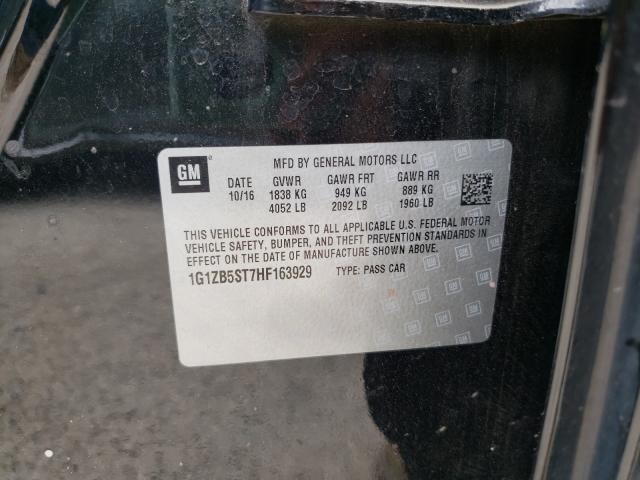 GM
MFD BY GENERAL MOTORS LLC
DATE GVWR GAWR FRT GAWR RR
10/16 1838 KG 949 KG 889 KG
4052 LB 2092 LB 1960 LB
THIS VEHICLE CONFORMS TO ALL APPLICABLE U.S. FEDERAL MOTOR
VEHICLE SAFETY, BUMPER, AND THEFT PREVENTION STANDARDS IN
EFFECT ON THE DATE OF MANUFACTURE SHOWN ABOVE.
1G1ZB5ST7HF163929 TYPE: PASS CAR